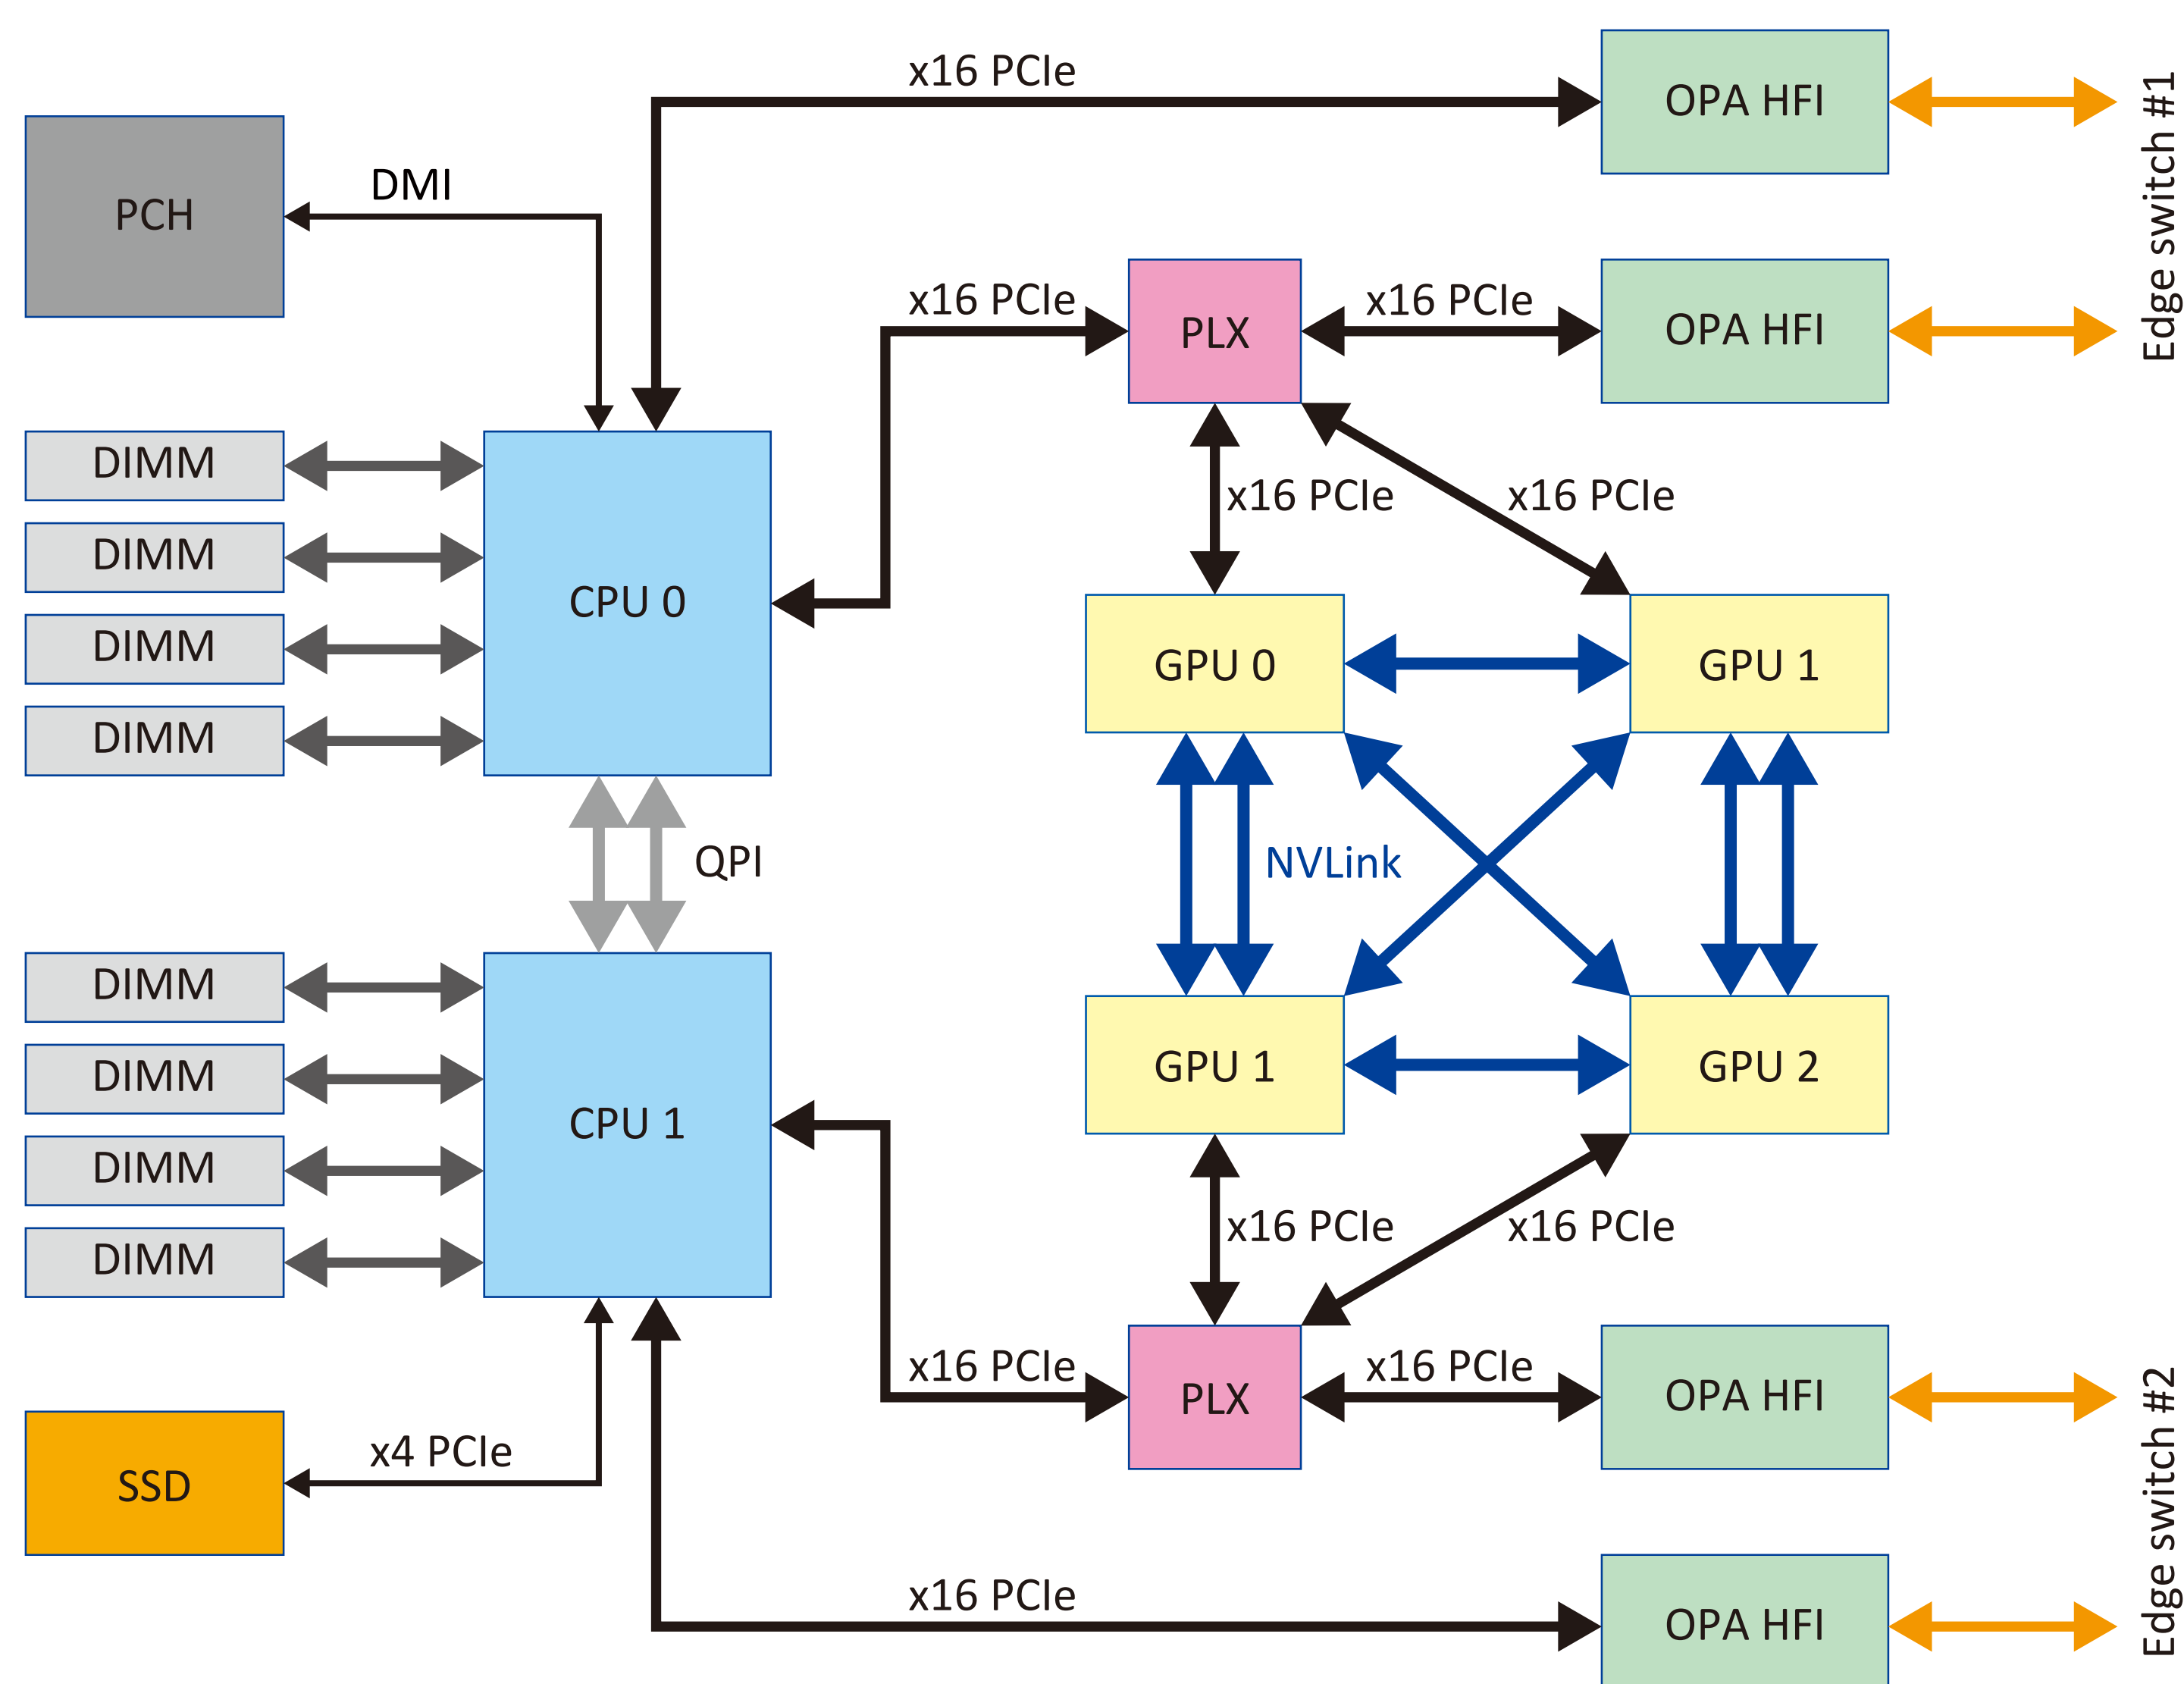 x16 PCIe
OPA HFI
Edge switch #1
PCH
DMI
x16 PCIe
PLX
x16 PCIe
OPA HFI
DIMM
DIMM
DIMM
DIMM
CPU 0
x16 PCIe
x16 PCIe
GPU 0
GPU 1
QPI
NVLink
DIMM
DIMM
DIMM
DIMM
CPU 1
GPU 1
GPU 2
x16 PCIe
x16 PCIe
x16 PCIe
PLX
x16 PCIe
OPA HFI
Edge switch #2
SSD
x4 PCIe
x16 PCIe
OPA HFI